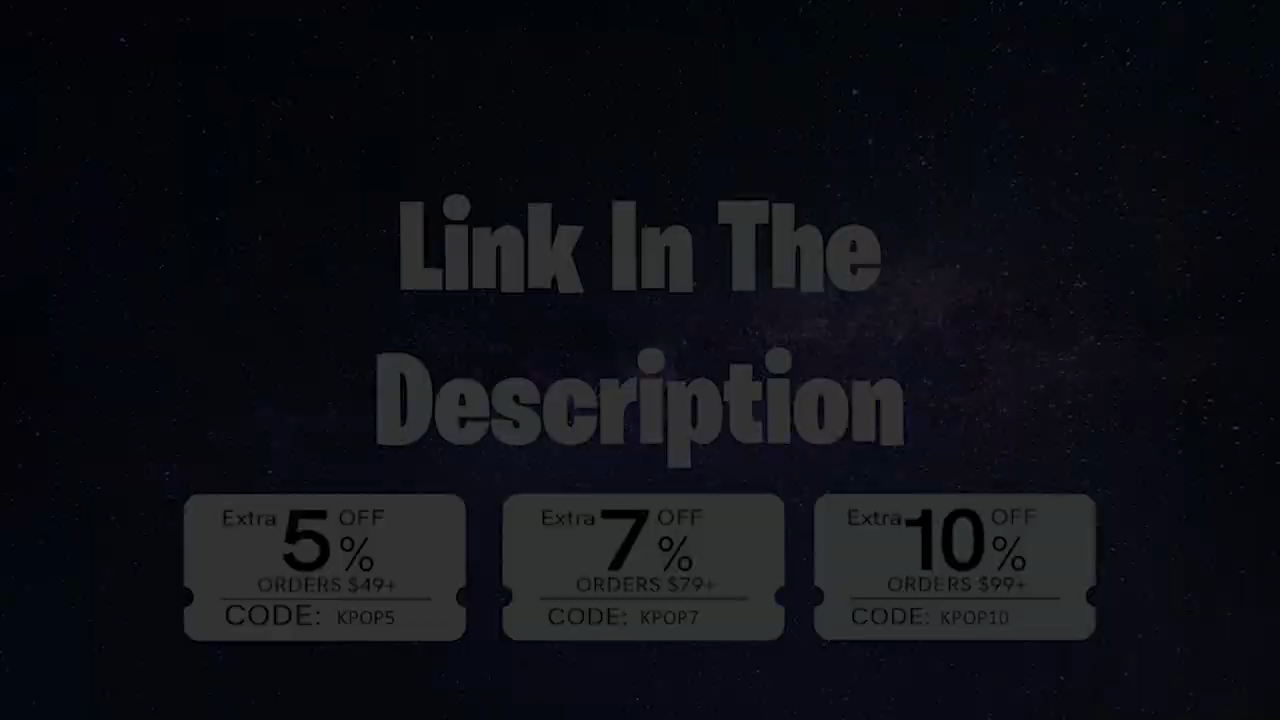 Link In The
Description
Extra 5% OFF
ORDERS $49+
CODE: KPOP5
Extra 7% OFF
ORDERS $79+
CODE: KPOP7
Extra 10% OFF
ORDERS $99+
CODE: KPOP10